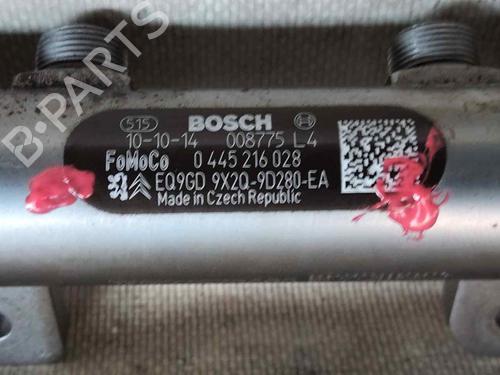 515 BOSCH
10-10-14 008775 L4
FoMoCo 0 445 216 028
EQ9GD 9X2Q-9D280-EA
Made in Czech Republic
B-PARTS